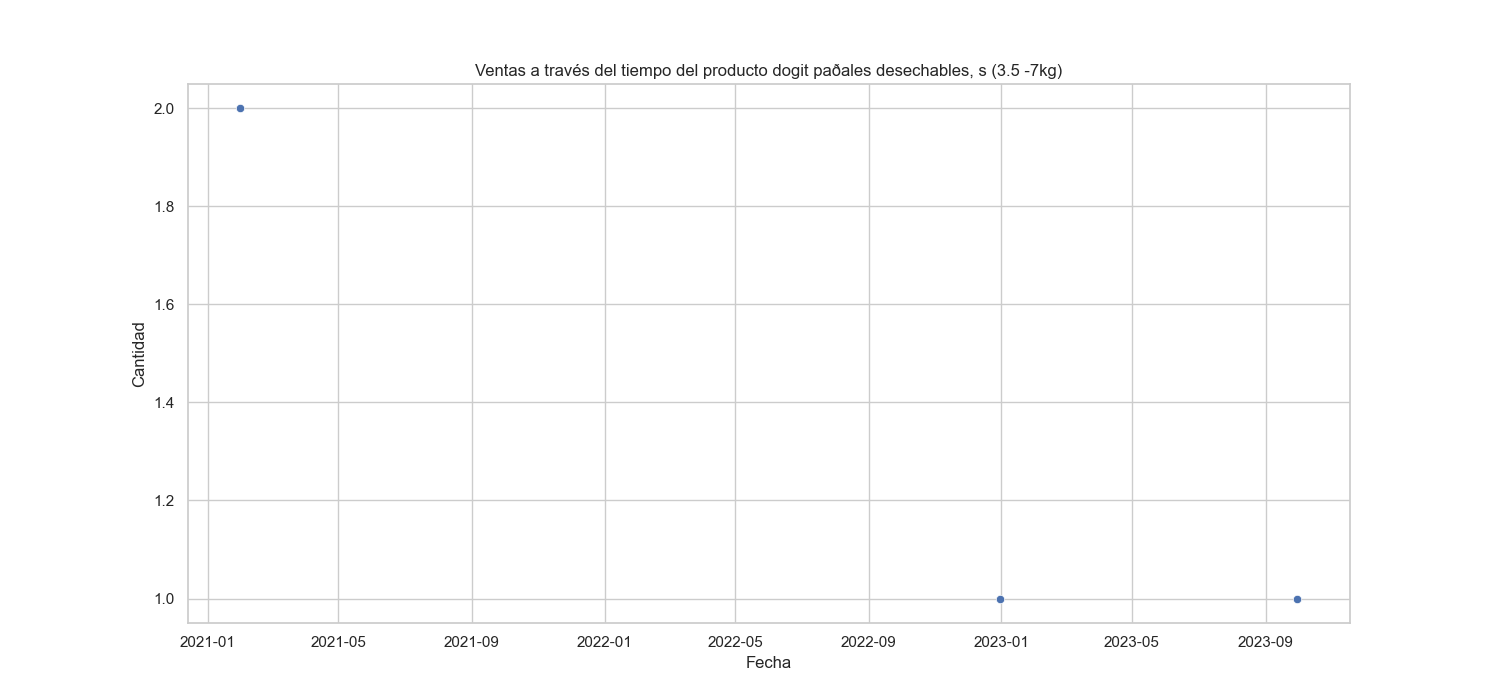 Ventas a través del tiempo del producto dogit paðales desechables, s (3.5 -7kg)
2.0
1.8
1.6
1.4
1.2
1.0
Cantidad
2021-01 2021-05 2021-09 2022-01 2022-05 2022-09 2023-01 2023-05 2023-09
Fecha